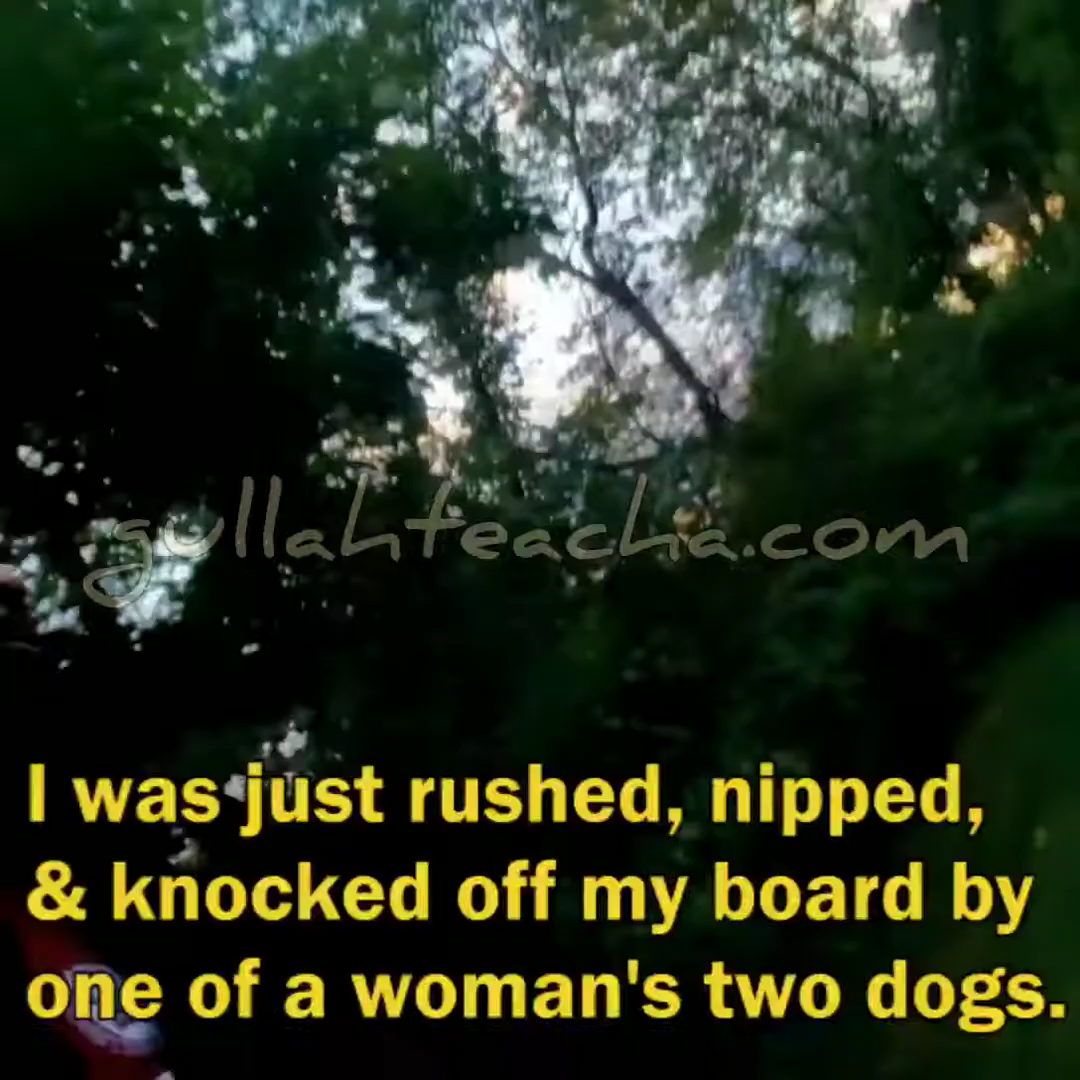 gullahteacha.com
I was just rushed, nipped,
& knocked off my board by
one of a woman's two dogs.